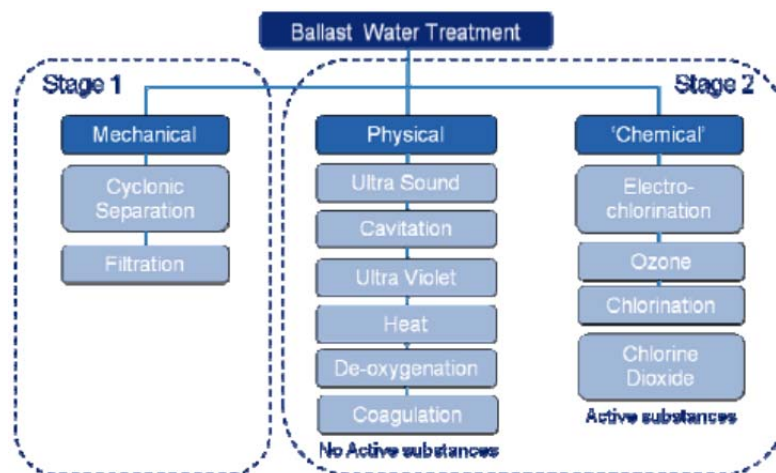 Ballast Water Treatment
Stage 1
Stage 2
Mechanical
Cyclonic
Separation
Filtration
Physical
Ultra Sound
Cavitation
Ultra Violet
Heat
De-oxygenation
Coagulation
No Active substances
'Chemical'
Electro-
chlorination
Ozone
Chlorination
Chlorine
Dioxide
Active substances